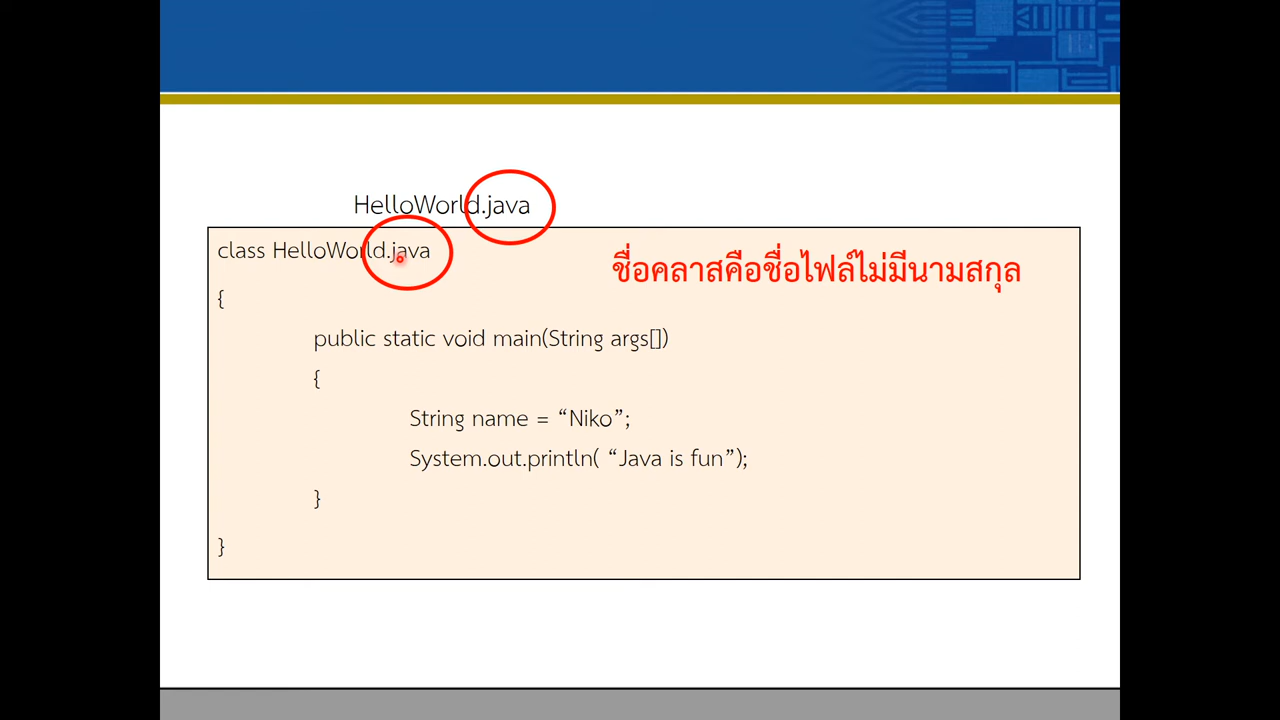 HelloWorld.java
class HelloWorld.java
ชื่อคลาสคือชื่อไฟล์ไม่มีนามสกุล
{
public static void main(String args[])
{
String name = “Niko”;
System.out.println( “Java is fun”);
}
}